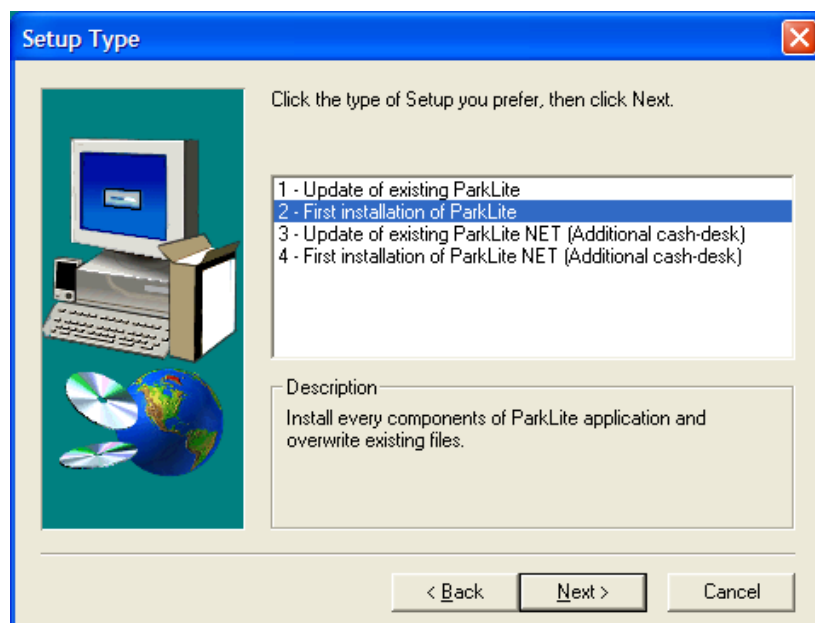 Setup Type
Click the type of Setup you prefer, then click Next.
1 - Update of existing ParkLite
2 - First installation of ParkLite
3 - Update of existing ParkLite NET (Additional cash-desk)
4 - First installation of ParkLite NET (Additional cash-desk)
Description
Install every components of ParkLite application and
overwrite existing files.
< Back Next > Cancel